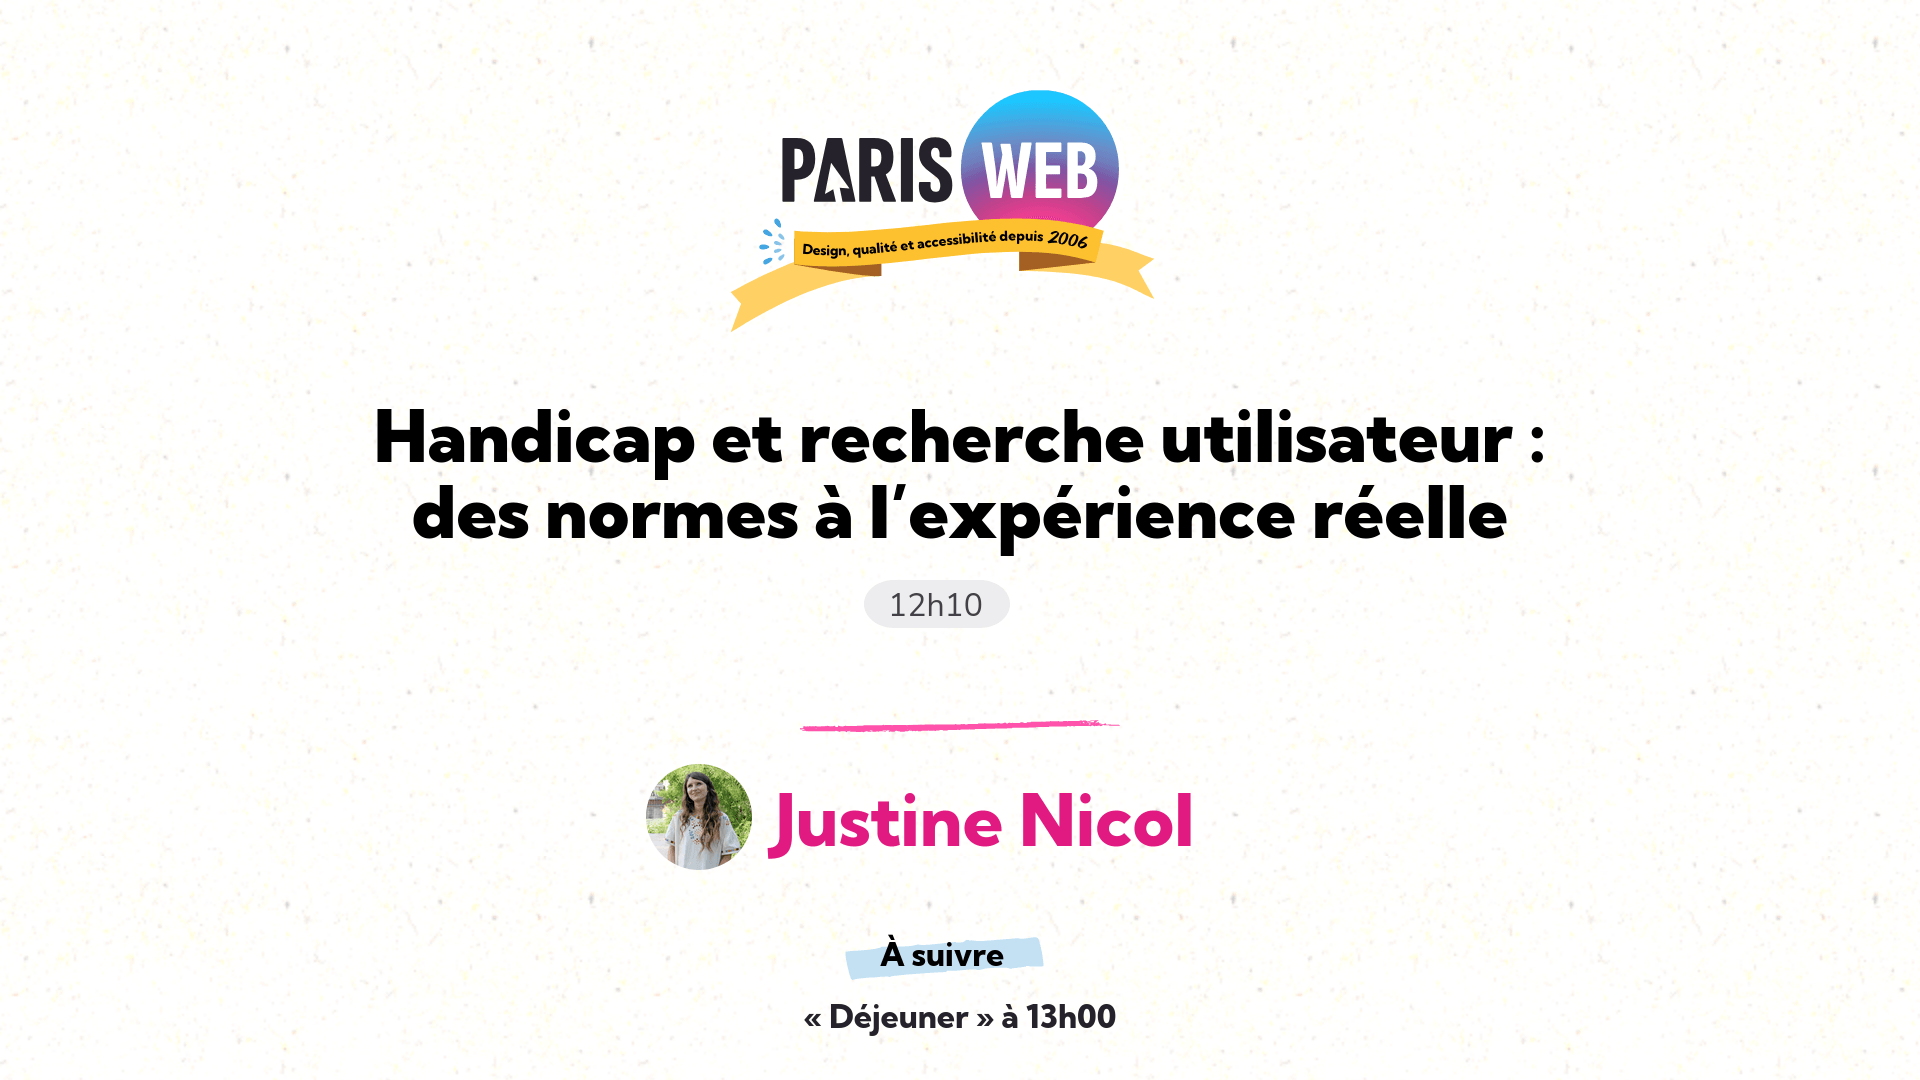 PARIS WEB
Design, qualité et accessibilité depuis 2006
Handicap et recherche utilisateur :
des normes à l’expérience réelle
12h10
Justine Nicol
À suivre
« Déjeuner » à 13h00